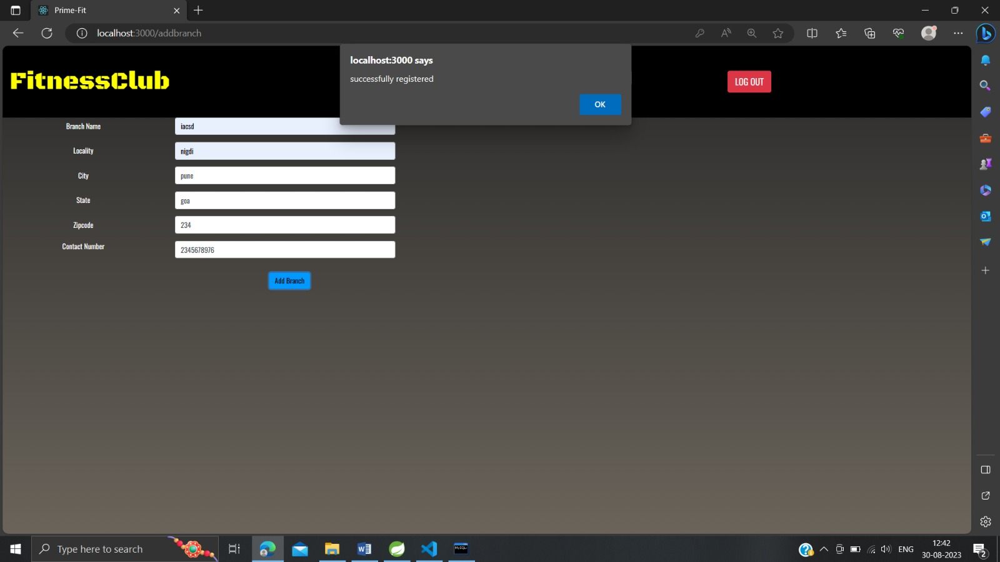 Prime-Fit
localhost:3000/addbranch
localhost:3000 says
successfully registered
OK
FitnessClub
LOG OUT
Branch Name
iacsd
Locality
nigdi
City
pune
State
goa
Zipcode
234
Contact Number
2345678976
Add Branch
Type here to search
ENG
12:42
30-08-2023
2